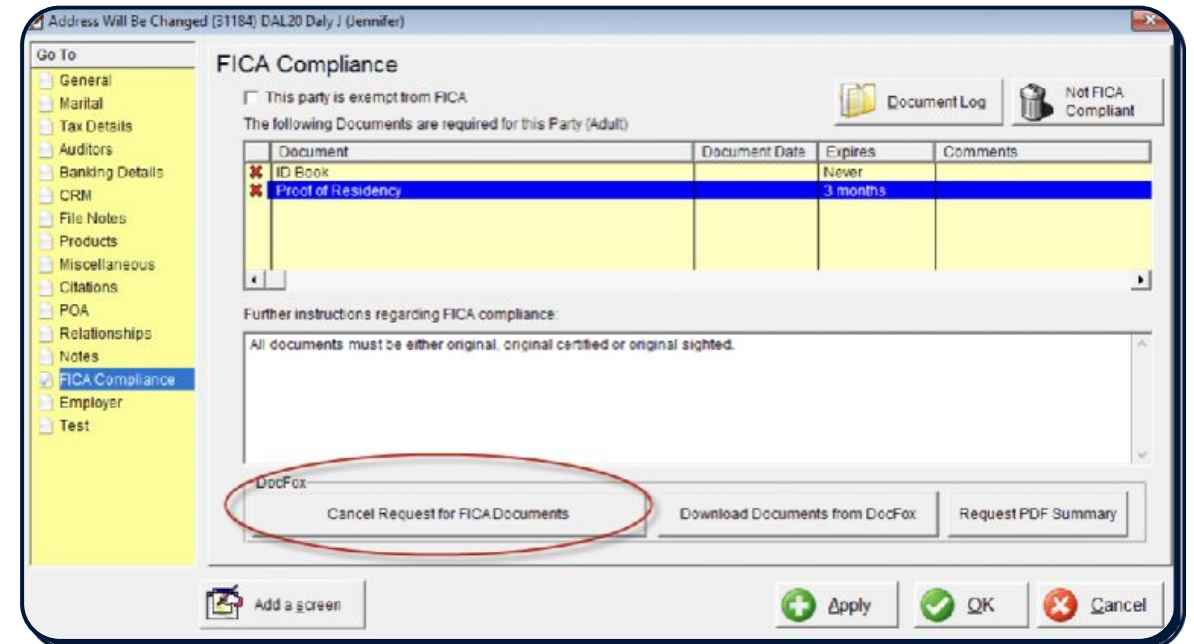 Address Will Be Changed (31184) DAL20 Daly J (Jennifer)
Go To
General
Marital
Tax Details
Auditors
Banking Details
CRM
File Notes
Products
Miscellaneous
Citations
POA
Relationships
Notes
FICA Compliance
Employer
Test
FICA Compliance
This party is exempt from FICA
The following Documents are required for this Party (Adult)
Document Log
Not FICA
Compliant
Document Document Date Expires Comments
ID Book Never
Proof of Residency 3 months
Further instructions regarding FICA compliance:
All documents must be either original, original certified or original sighted.
DocFox
Cancel Request for FICA Documents Download Documents from DocFox Request PDF Summary
Add a screen Apply OK Cancel